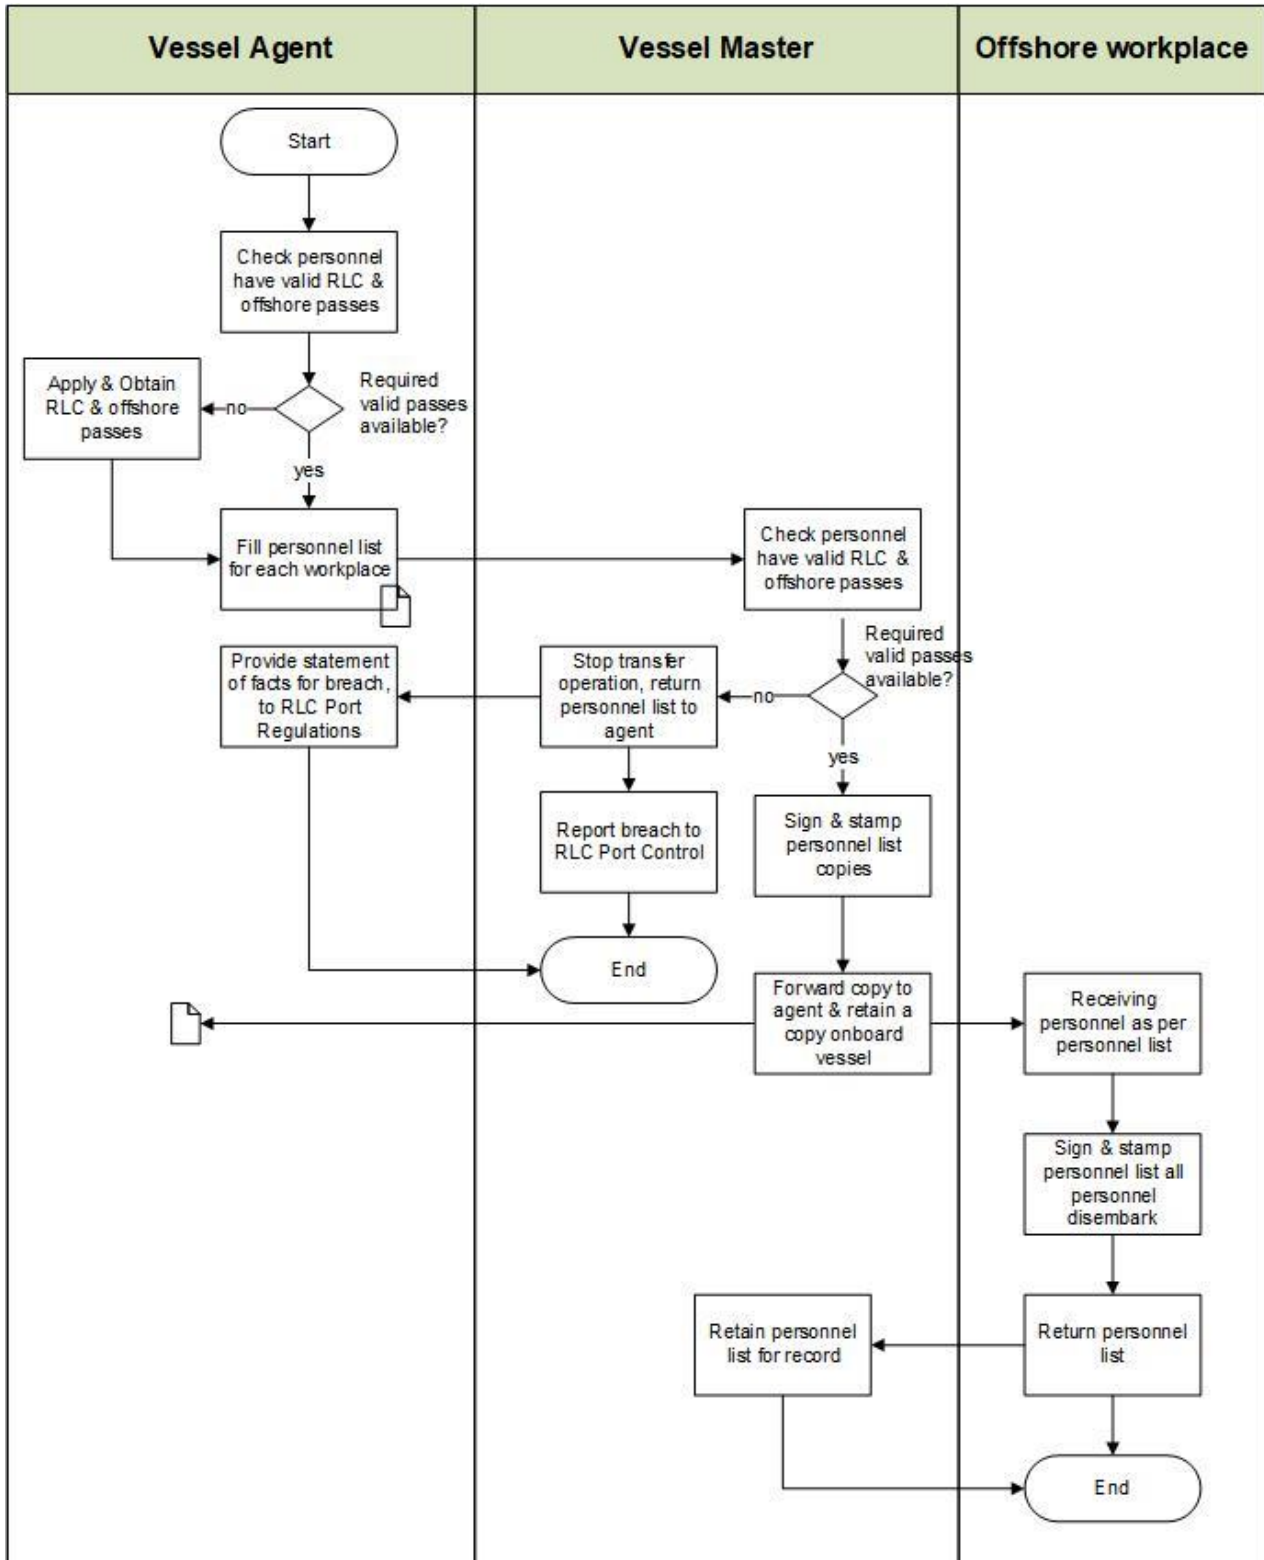 Vessel Agent
Vessel Master
Offshore workplace
Start
Check personnel
have valid RLC &
offshore passes
Apply & Obtain
RLC & offshore
passes
no
Required
valid passes
available?
yes
Fill personnel list
for each workplace
Check personnel
have valid RLC &
offshore passes
Required
valid passes
available?
Provide statement
of facts for breach,
to RLC Port
Regulations
Stop transfer
operation, return
personnel list to
agent
no
yes
Report breach to
RLC Port Control
Sign & stamp
personnel list
copies
End
Forward copy to
agent & retain a
copy onboard
vessel
Receiving
personnel as per
personnel list
Sign & stamp
personnel list all
personnel
disembark
Retain personnel
list for record
Return personnel
list
End